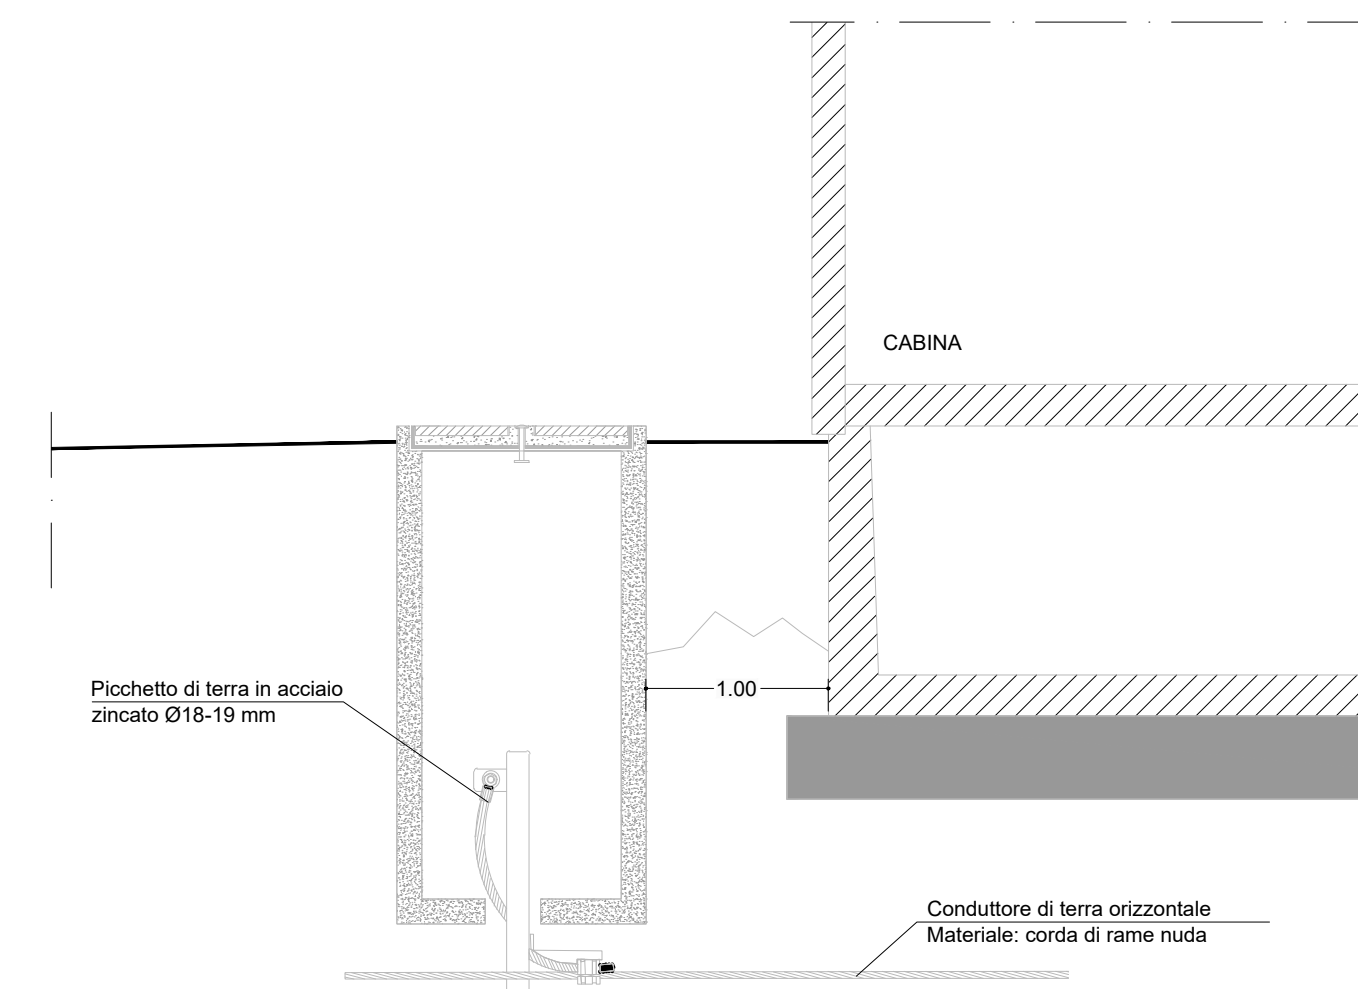 CABINA
Picchetto di terra in acciaio
zincato Ø18-19 mm
1.00
Conduttore di terra orizzontale
Materiale: corda di rame nuda